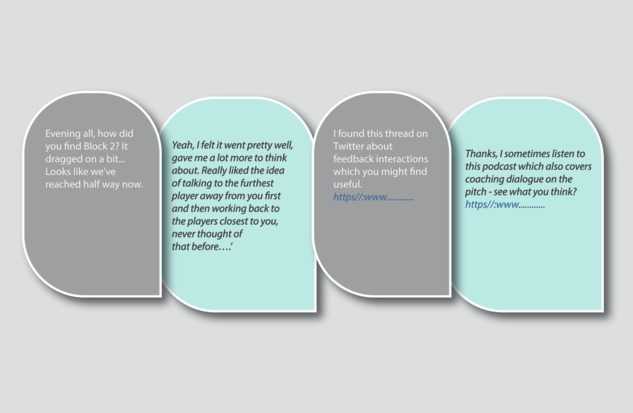 Evening all, how did
you find Block 2? It
dragged on a bit...
Looks like we've
reached half way now.
Yeah, I felt it went pretty well,
gave me a lot more to think
about. Really liked the idea
of talking to the furthest
player away from you first
and then working back to
the players closest to you,
never thought of
that before….'
I found this thread on
Twitter about
feedback interactions
which you might find
useful.
https//:www.............
Thanks, I sometimes listen to
this podcast which also covers
coaching dialogue on the
pitch - see what you think?
https//:www.............